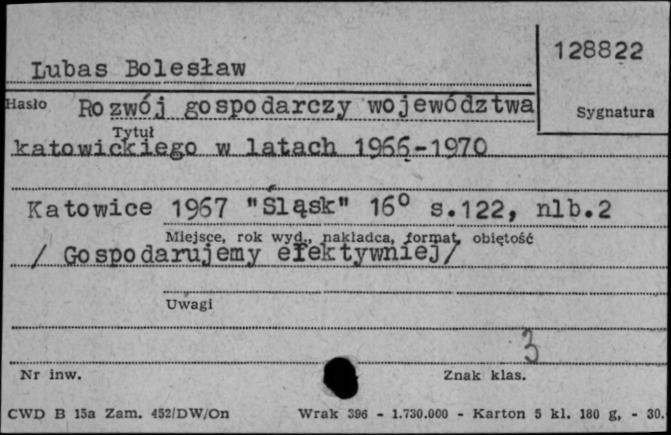 128822
Lubas Bolesław
Hasło Rozwój gospodarczy województwa
Sygnatura
Tytuł
katowickiego w latach 1966-1970
Katowice 1967 "Śląsk" 16° s.122, nlb.2
Miejsce, rok wyd., nakładca, format, objętość
/ Gospodarujemy efektywniej/
Uwagi
3
Nr inw. Znak klas.
CWD B 15a Zam. 452/DW/On Wrak 396 - 1.730.000 - Karton 5 kl. 180 g, - 30.